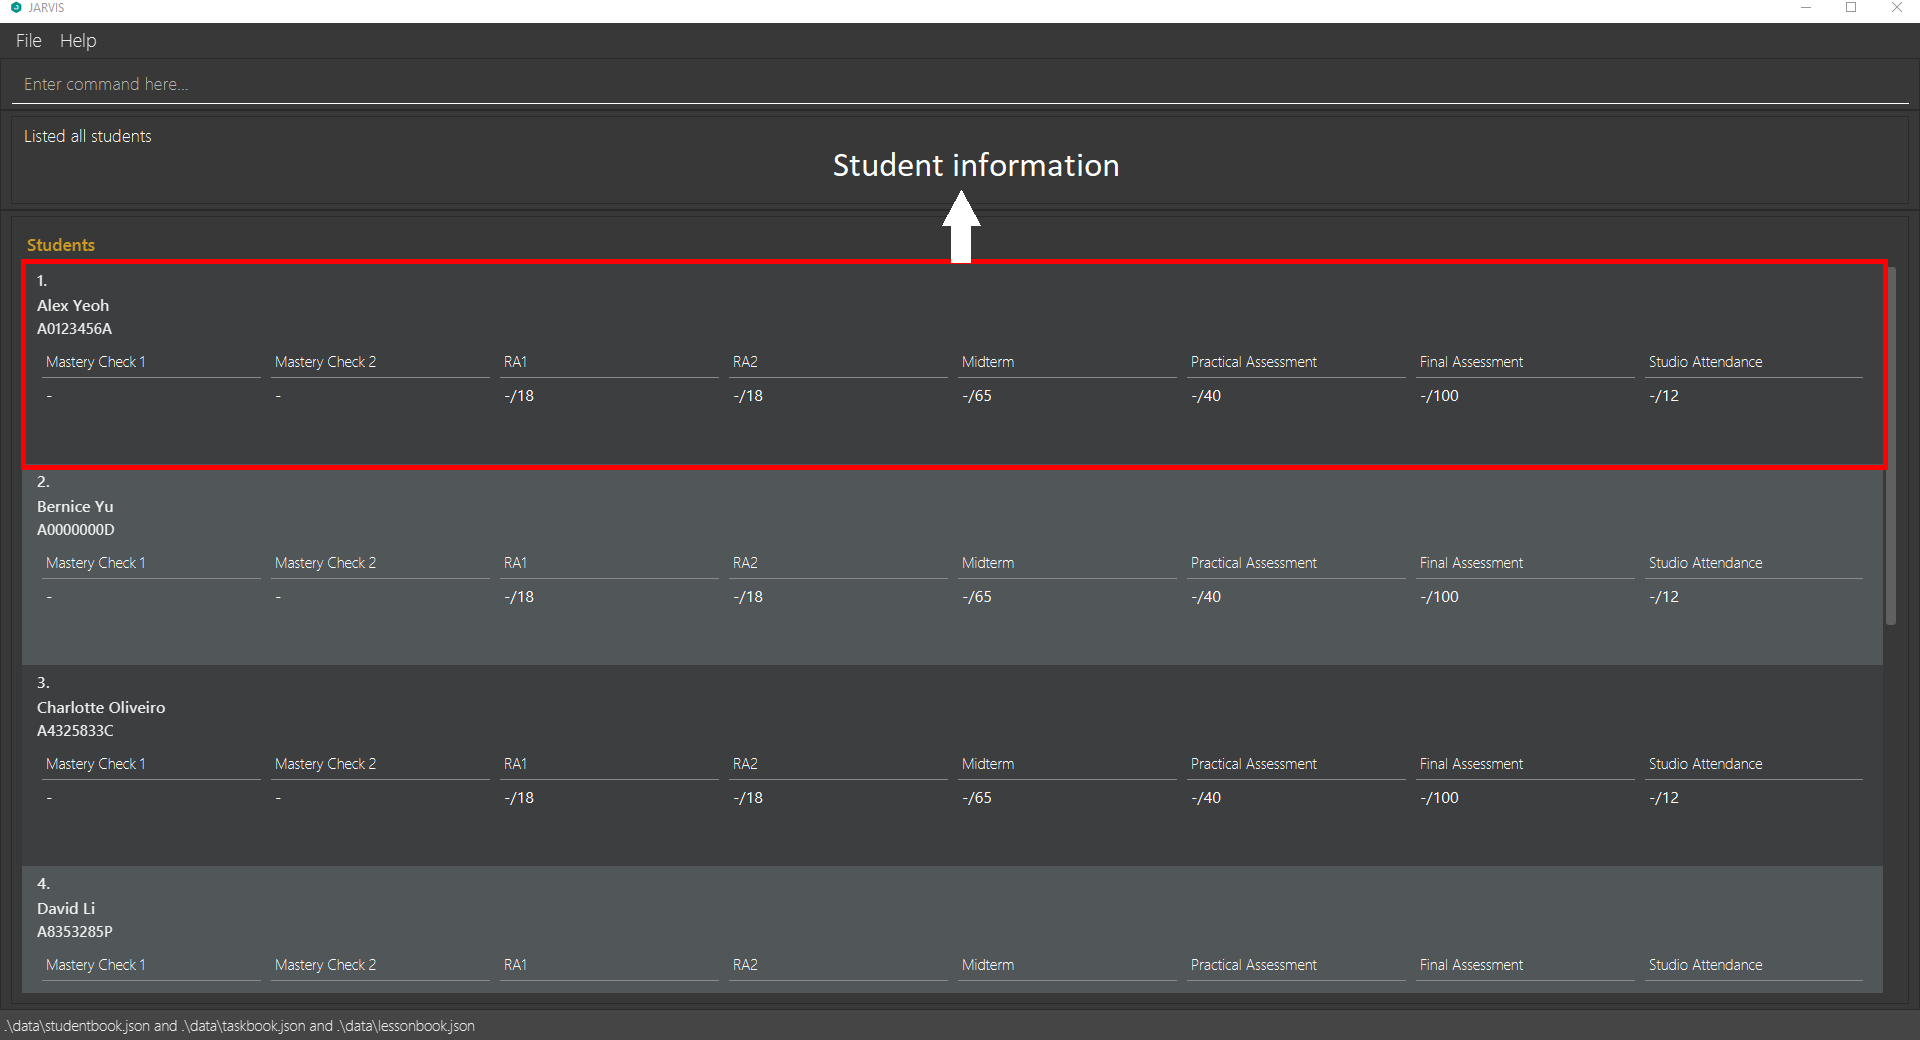 JARVIS
File Help
Enter command here...
Listed all students
Student information
Students
1.
Alex Yeoh
A0123456A
Mastery Check 1 Mastery Check 2 RA1 RA2 Midterm Practical Assessment Final Assessment Studio Attendance
- - -/18 -/18 -/65 -/40 -/100 -/12
2.
Bernice Yu
A0000000D
Mastery Check 1 Mastery Check 2 RA1 RA2 Midterm Practical Assessment Final Assessment Studio Attendance
- - -/18 -/18 -/65 -/40 -/100 -/12
3.
Charlotte Oliveiro
A4325833C
Mastery Check 1 Mastery Check 2 RA1 RA2 Midterm Practical Assessment Final Assessment Studio Attendance
- - -/18 -/18 -/65 -/40 -/100 -/12
4.
David Li
A8353285P
Mastery Check 1 Mastery Check 2 RA1 RA2 Midterm Practical Assessment Final Assessment Studio Attendance
.\data\studentbook.json and .\data\taskbook.json and .\data\lessonbook.json